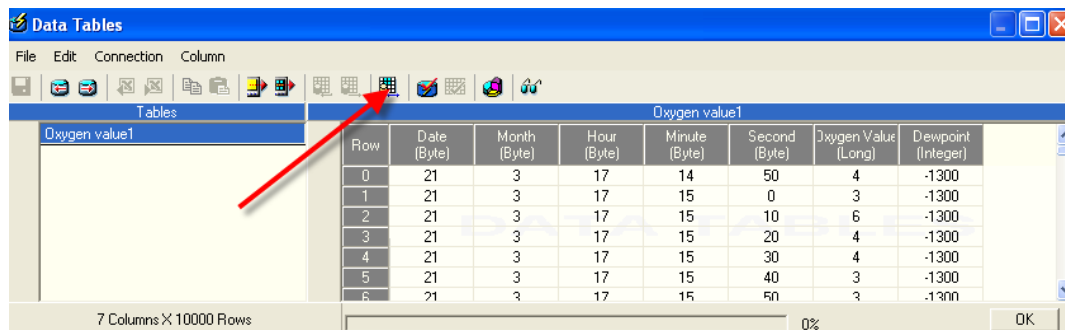 Data Tables
File Edit Connection Column
Tables
Oxygen value1
Oxygen value1
Row Date (Byte) Month (Byte) Hour (Byte) Minute (Byte) Second (Byte) Oxygen Value (Long) Dewpoint (Integer)
0 21 3 17 14 50 4 -1300
1 21 3 17 15 0 3 -1300
2 21 3 17 15 10 6 -1300
3 21 3 17 15 20 4 -1300
4 21 3 17 15 30 4 -1300
5 21 3 17 15 40 3 -1300
6 21 3 17 15 50 3 -1300
DATA TABLES
7 Columns X 10000 Rows
0%
OK